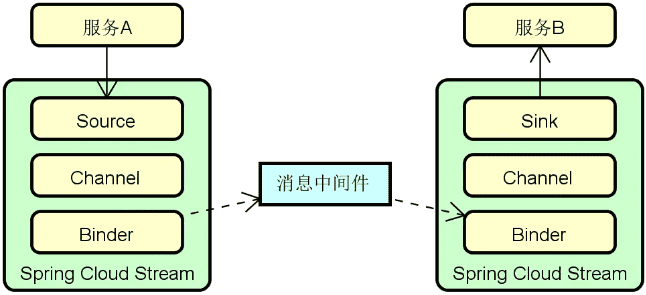 服务A
服务B
Source
Sink
Channel
Channel
消息中间件
Binder
Binder
Spring Cloud Stream
Spring Cloud Stream